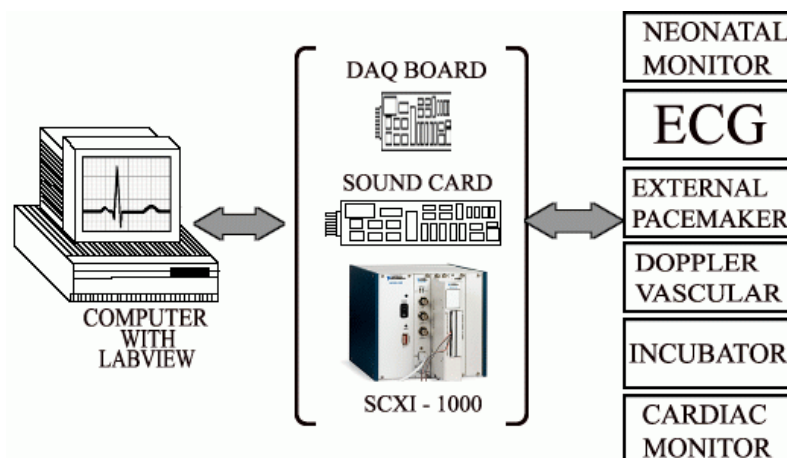 DAQ BOARD
SOUND CARD
SCXI - 1000
COMPUTER
WITH
LABVIEW
NEONATAL
MONITOR
ECG
EXTERNAL
PACEMAKER
DOPPLER
VASCULAR
INCUBATOR
CARDIAC
MONITOR